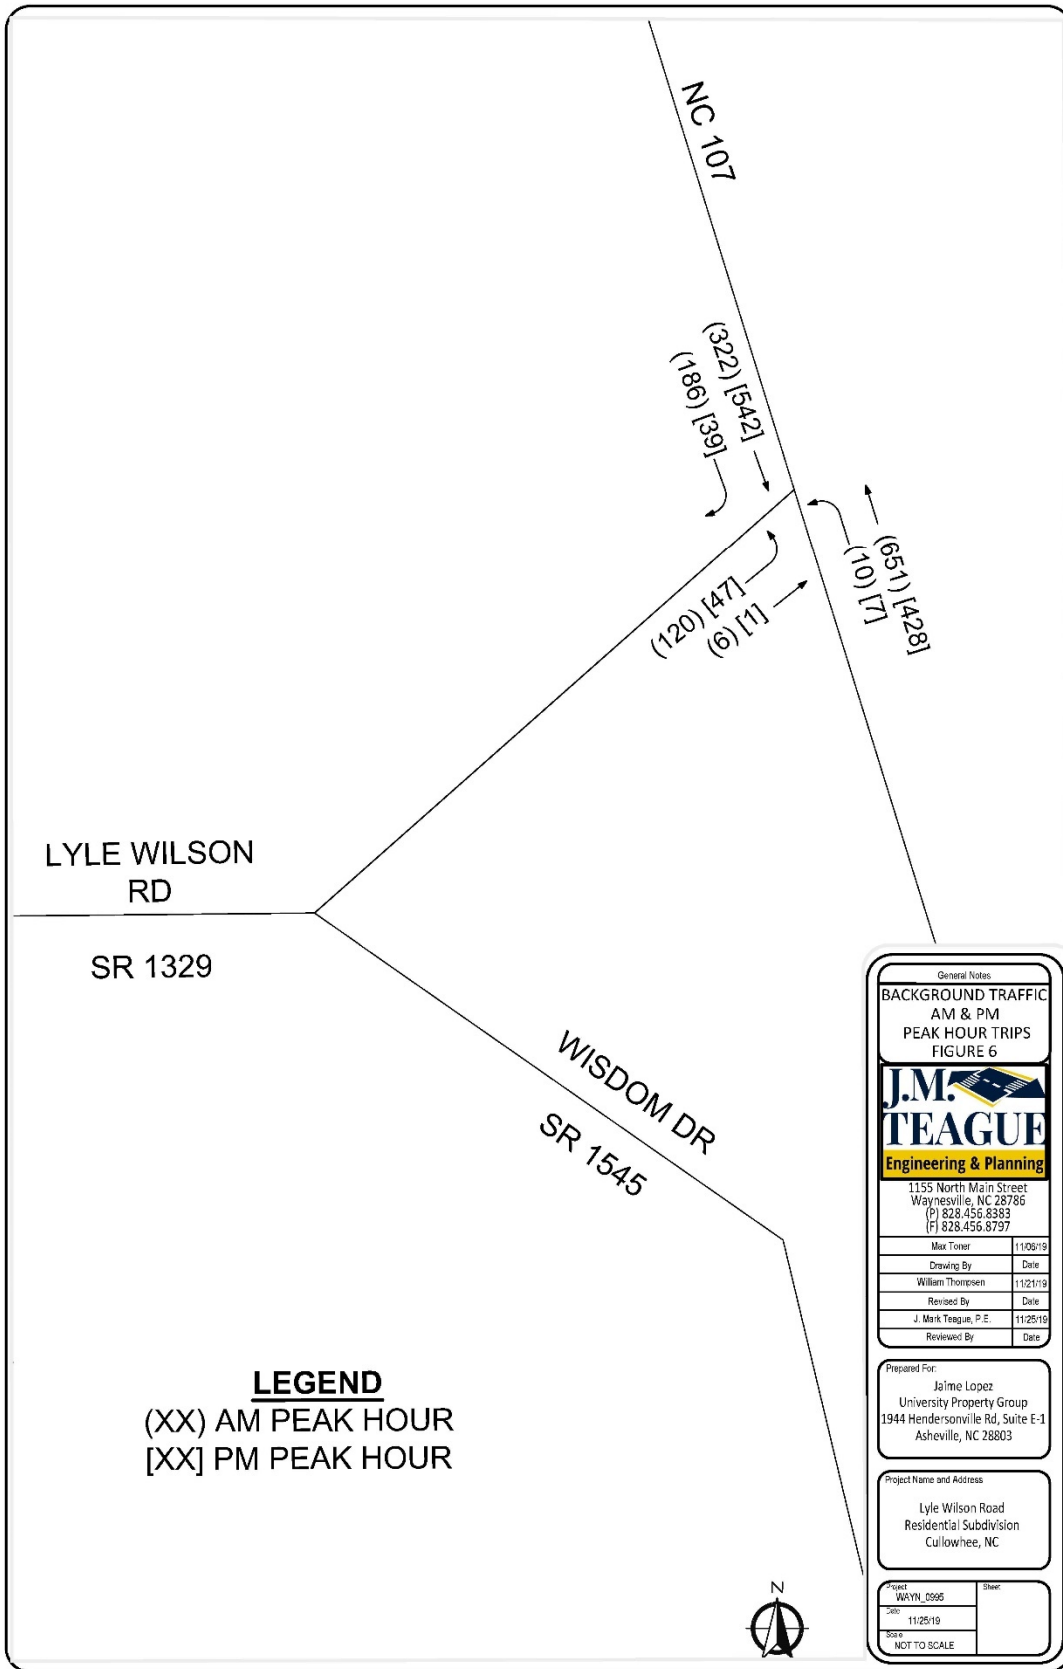 NC 107
(322) [542]
(186) [39]
(651) [428]
(10) [7]
(120) [47]
(6) [1]
LYLE WILSON
RD
SR 1329
WISDOM DR
SR 1545
LEGEND
(XX) AM PEAK HOUR
[XX] PM PEAK HOUR
N
General Notes
BACKGROUND TRAFFIC
AM & PM
PEAK HOUR TRIPS
FIGURE 6
J.M.
TEAGUE
Engineering & Planning
1155 North Main Street
Waynesville, NC 28786
(P) 828.456.8383
(F) 828.456.8797
Max Toner 11/06/19
Drawing By Date
William Thompsen 11/21/19
Revised By Date
J. Mark Teague, P.E. 11/25/19
Reviewed By Date
Prepared For:
Jaime Lopez
University Property Group
1944 Hendersonville Rd, Suite E-1
Asheville, NC 28803
Project Name and Address
Lyle Wilson Road
Residential Subdivision
Cullowhee, NC
Project Sheet
WAYN_0995
Date
11/25/19
Scale
NOT TO SCALE